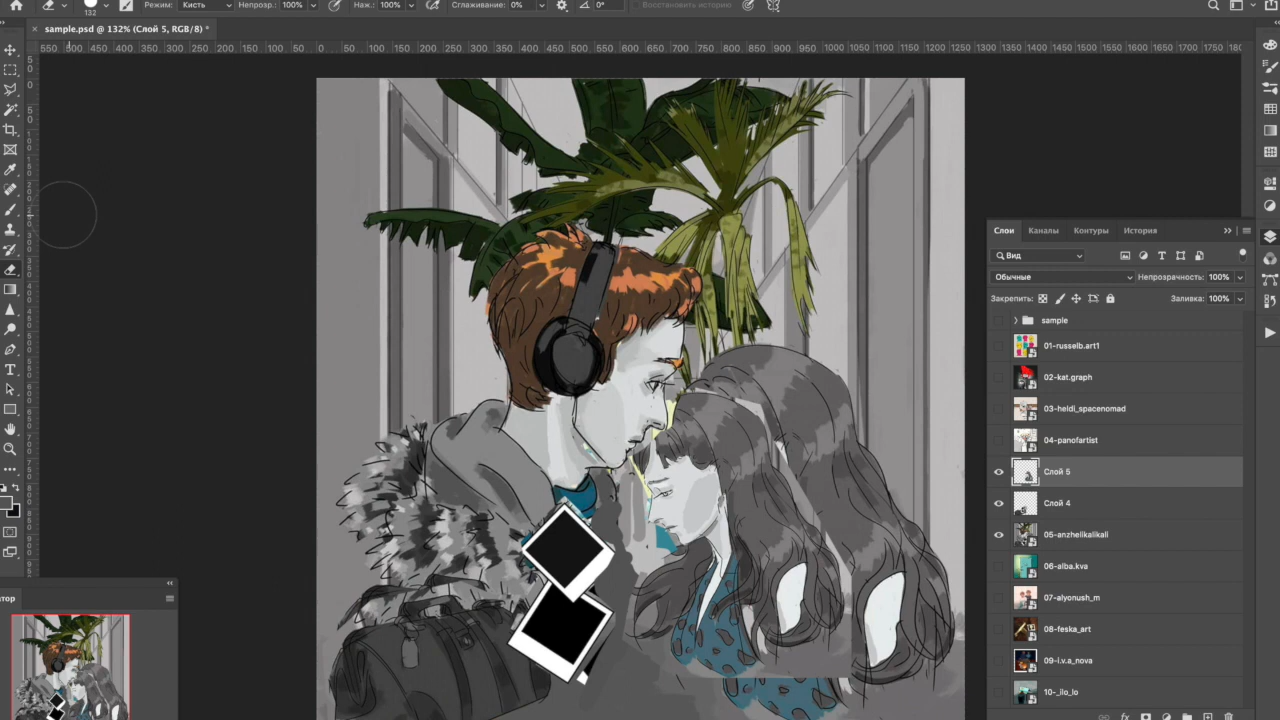 Режим: Кисть Непрозр.: 100% Наж.: 100% Сглаживание: 0% 0° Восстановить историю
132
sample.psd @ 132% (Слой 5, RGB/8) *
550 500 450 400 350 300 250 200 150 100 50 0 50 100 150 200 250 300 350 400 450 500 550 600 650 700 750 800 850 900 950 1000 1050 1100 1150 1200 1250 1300 1350 1400 1450 1500 1550 1600 1650 1700 1750
Слои Каналы Контуры История
Вид
Обычные Непрозрачность: 100%
Закрепить: Заливка: 100%
sample
01-russelb.art1
02-kat.graph
03-heldi_spacenomad
04-panofartist
Слой 5
Слой 4
05-anzhelikalikali
06-alba.kva
07-alyonush_m
08-feska_art
09-i.v.a_nova
10-_ilo_lo